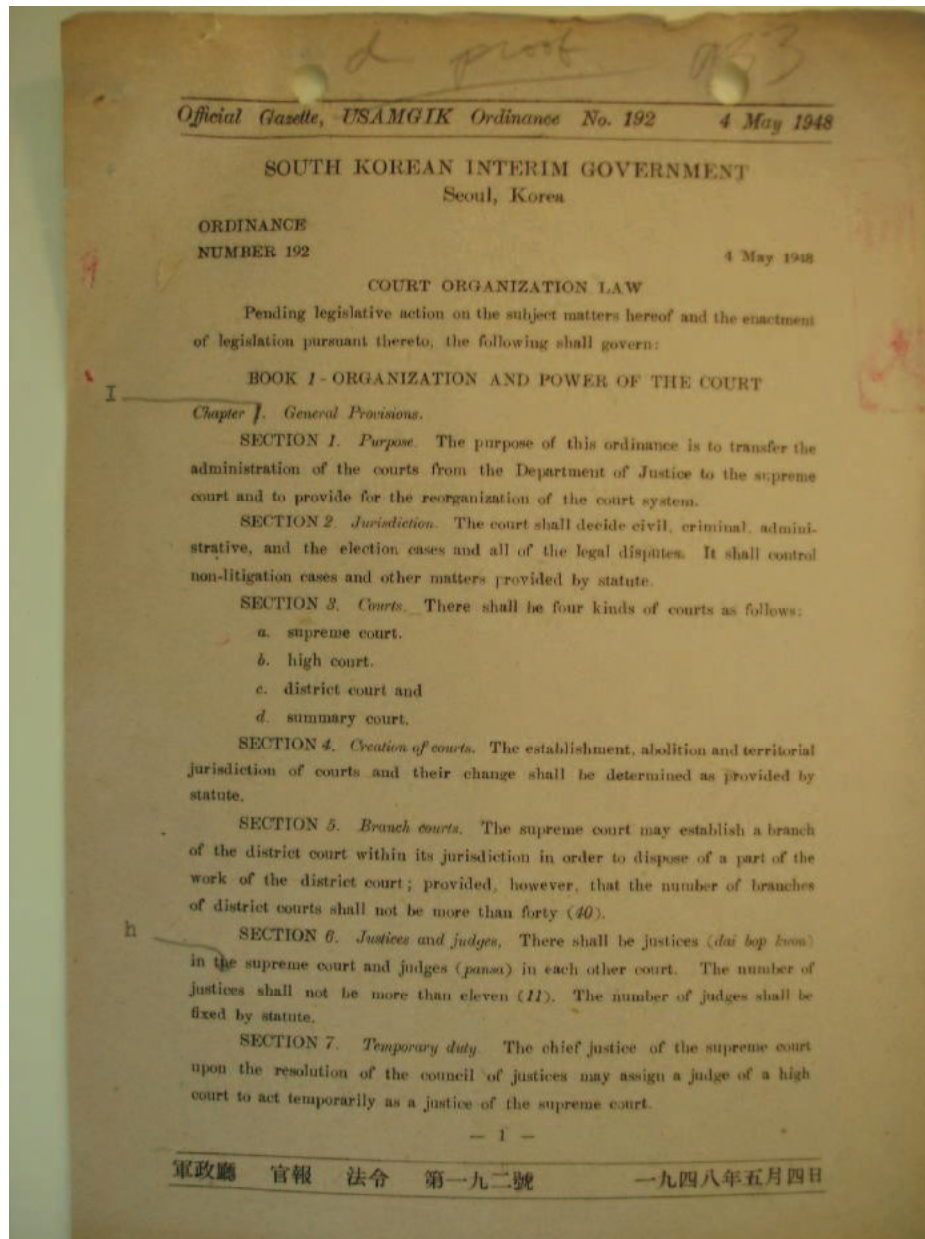 d proof
Official Gazette, USAMGIK Ordinance No. 192 4 May 1948
SOUTH KOREAN INTERIM GOVERNMENT
Seoul, Korea
ORDINANCE
NUMBER 192 4 May 1948
COURT ORGANIZATION LAW
Pending legislative action on the subject matters hereof and the enactment
of legislation pursuant thereto, the following shall govern:
BOOK 1 - ORGANIZATION AND POWER OF THE COURT
I
Chapter 1. General Provisions.
SECTION 1. Purpose. The purpose of this ordinance is to transfer the
administration of the courts from the Department of Justice to the supreme
court and to provide for the reorganization of the court system.
SECTION 2. Jurisdiction. The court shall decide civil, criminal, admini-
strative, and the election cases and all of the legal disputes. It shall control
non-litigation cases and other matters provided by statute.
SECTION 3. Courts. There shall be four kinds of courts as follows:
a. supreme court.
b. high court.
c. district court and
d. summary court.
SECTION 4. Creation of courts. The establishment, abolition and territorial
jurisdiction of courts and their change shall be determined as provided by
statute.
SECTION 5. Branch courts. The supreme court may establish a branch
of the district court within its jurisdiction in order to dispose of a part of the
work of the district court; provided, however, that the number of branches
of district courts shall not be more than forty (40).
h
SECTION 6. Justices and judges. There shall be justices (dai bop kwon)
in the supreme court and judges (pansa) in each other court. The number of
justices shall not be more than eleven (11). The number of judges shall be
fixed by statute.
SECTION 7. Temporary duty. The chief justice of the supreme court
upon the resolution of the council of justices may assign a judge of a high
court to act temporarily as a justice of the supreme court.
— 1 —
軍政廳 官報 法令 第一九二號 一九四八年五月四日